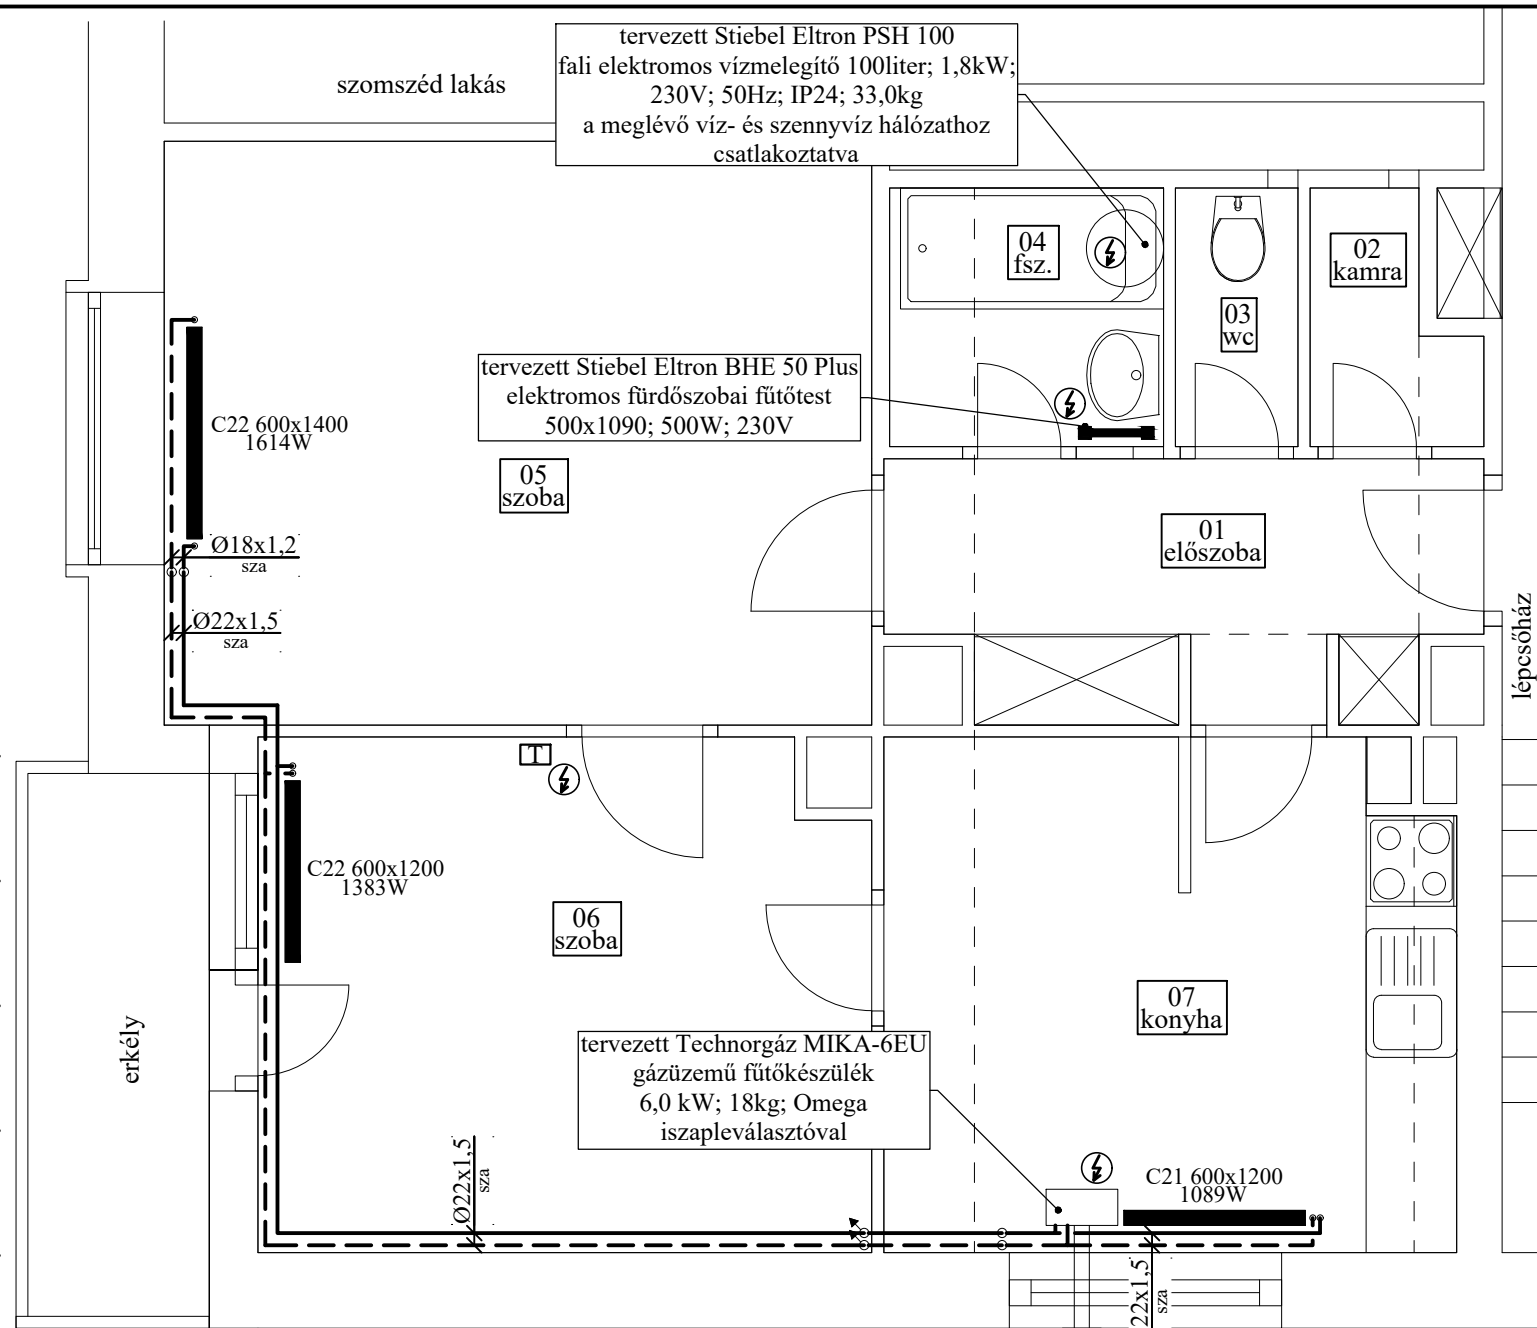 tervezett Stiebel Eltron PSH 100
fali elektromos vízmelegítő 100liter; 1,8kW;
230V; 50Hz; IP24; 33,0kg
a meglévő víz- és szennyvíz hálózathoz
csatlakoztatva
szomszéd lakás
04
fsz.
02
kamra
03
wc
tervezett Stiebel Eltron BHE 50 Plus
elektromos fürdőszobai fűtőtest
500x1090; 500W; 230V
C22 600x1400
1614W
05
szoba
01
előszoba
Ø18x1,2
sza
Ø22x1,5
sza
lépcsőház
T
C22 600x1200
1383W
06
szoba
07
konyha
erkély
tervezett Technorgáz MIKA-6EU
gázüzemű fűtőkészülék
6,0 kW; 18kg; Omega
iszapleválasztóval
Ø22x1,5
sza
C21 600x1200
1089W
22x1,5
sza